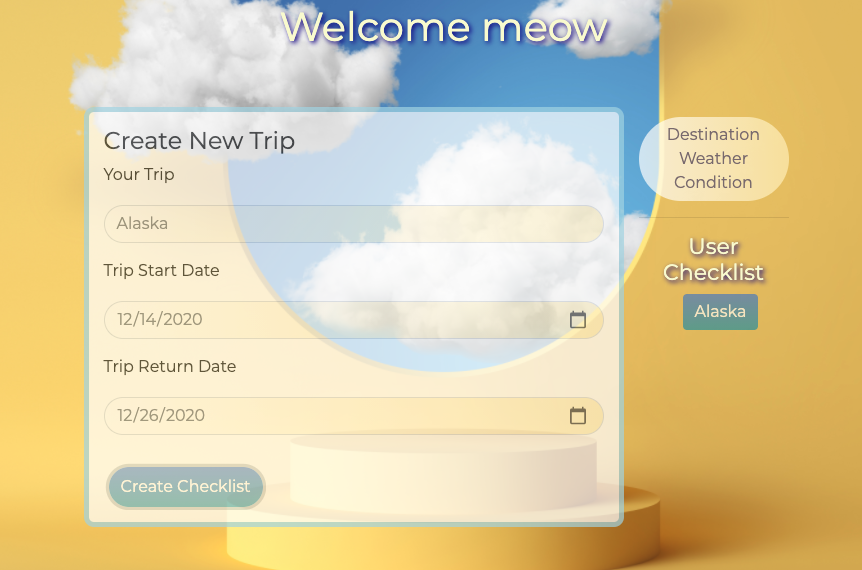 Welcome meow
Create New Trip
Your Trip
Alaska
Trip Start Date
12/14/2020
Trip Return Date
12/26/2020
Create Checklist
Destination
Weather
Condition
User
Checklist
Alaska